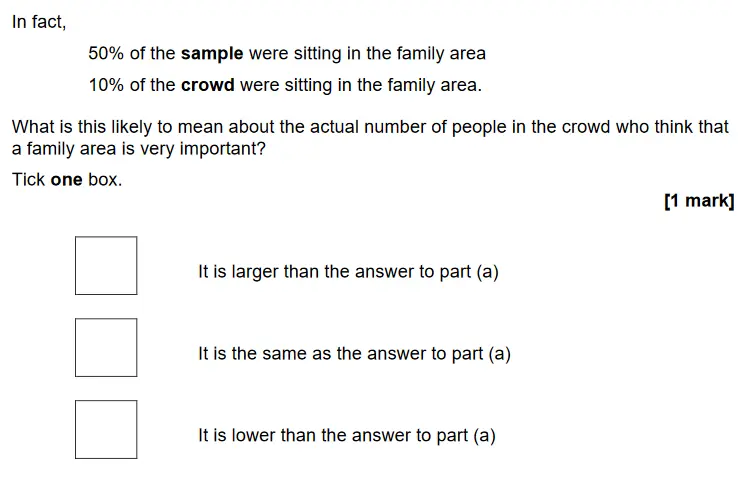 In fact,
50% of the sample were sitting in the family area
10% of the crowd were sitting in the family area.
What is this likely to mean about the actual number of people in the crowd who think that
a family area is very important?
Tick one box.
[1 mark]
It is larger than the answer to part (a)
It is the same as the answer to part (a)
It is lower than the answer to part (a)